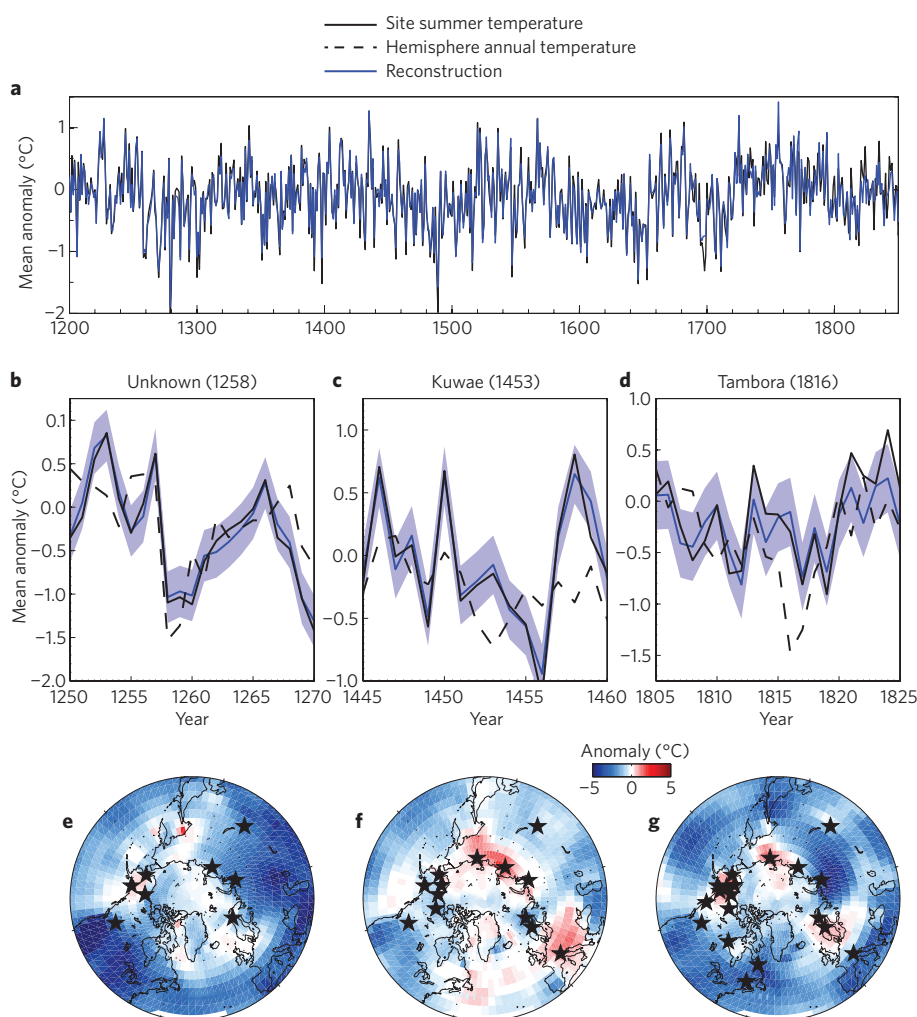 Site summer temperature
Hemisphere annual temperature
Reconstruction
a
Mean anomaly (°C)
1
0
−1
−2
1200 1300 1400 1500 1600 1700 1800
b Unknown (1258)
c Kuwae (1453)
d Tambora (1816)
Mean anomaly (°C)
0.1
0.5
0.0
−0.5
−1.0
−1.5
−2.0
1250 1255 1260 1265 1270
Year
1.0
0.5
0.0
−0.5
−1.0
1445 1450 1455 1460
Year
1.0
0.5
0.0
−0.5
−1.0
−1.5
1805 1810 1815 1820 1825
Year
Anomaly (°C)
−5 0 5
e f g